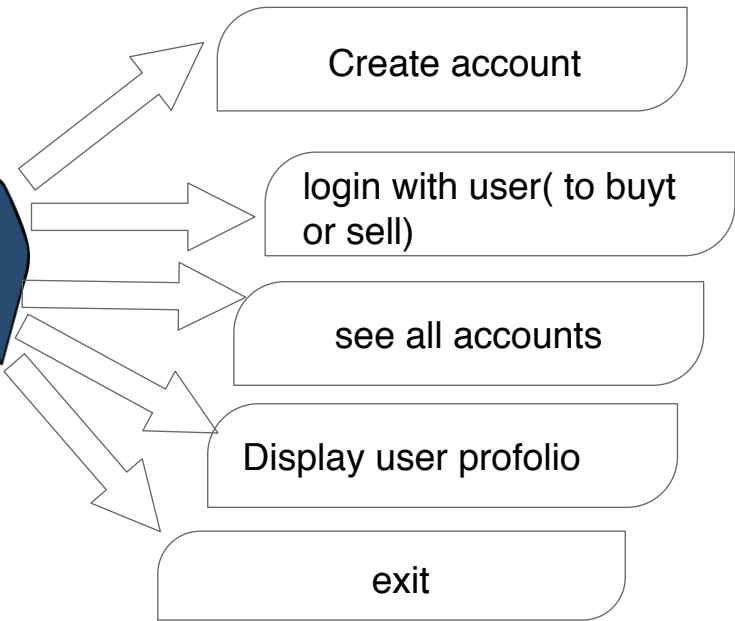 Create account
login with user( to buyt
or sell)
see all accounts
Display user profolio
exit